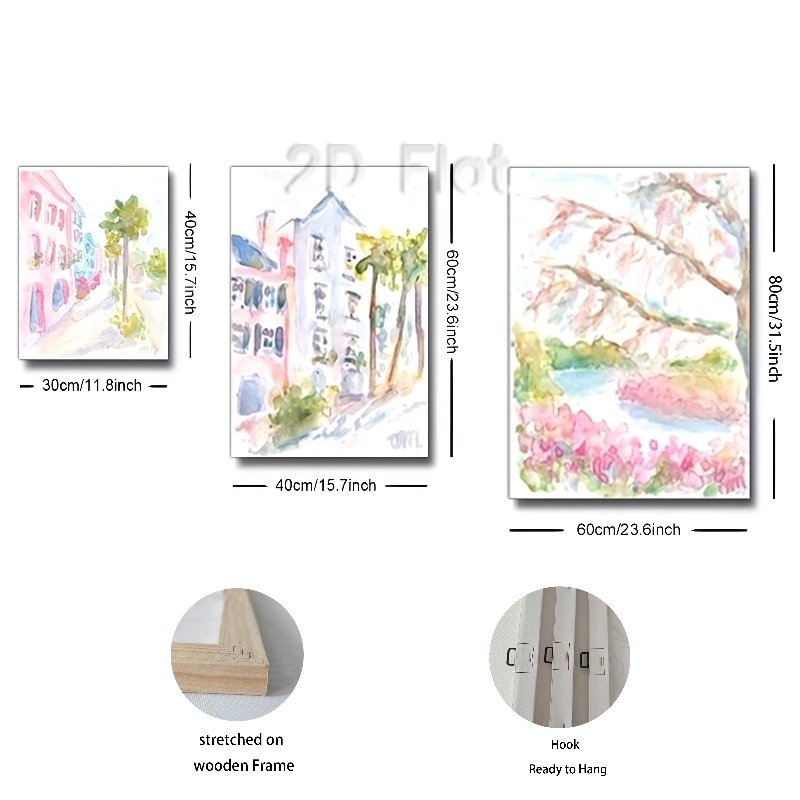 2D Flat
40cm/15.7inch
30cm/11.8inch
60cm/23.6inch
40cm/15.7inch
80cm/31.5inch
60cm/23.6inch
stretched on
wooden Frame
Hook
Ready to Hang